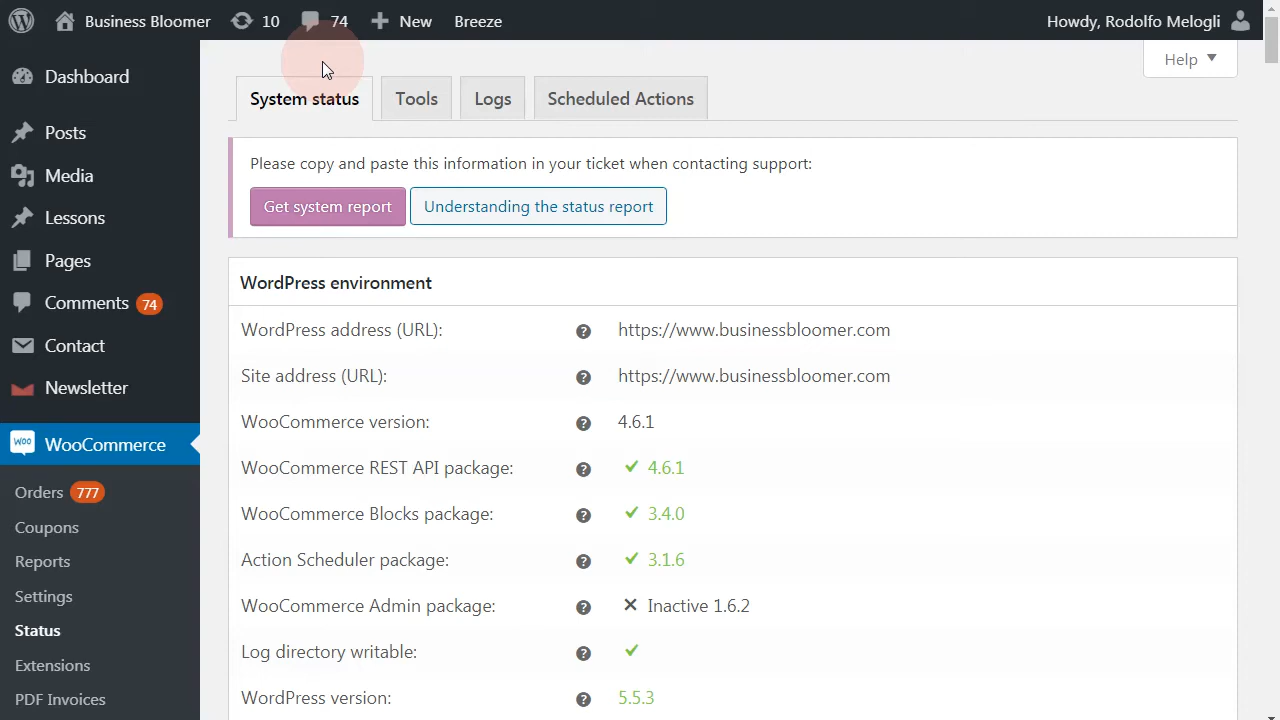 Business Bloomer 10 74 New Breeze Howdy, Rodolfo Melogli
Help
Dashboard
Posts
Media
Lessons
Pages
Comments 74
Contact
Newsletter
Woo WooCommerce
Orders 777
Coupons
Reports
Settings
Status
Extensions
PDF Invoices
System status Tools Logs Scheduled Actions
Please copy and paste this information in your ticket when contacting support:
Get system report Understanding the status report
WordPress environment
WordPress address (URL): ? https://www.businessbloomer.com
Site address (URL): ? https://www.businessbloomer.com
WooCommerce version: ? 4.6.1
WooCommerce REST API package: ? ✔ 4.6.1
WooCommerce Blocks package: ? ✔ 3.4.0
Action Scheduler package: ? ✔ 3.1.6
WooCommerce Admin package: ? ✕ Inactive 1.6.2
Log directory writable: ? ✔
WordPress version: ? 5.5.3